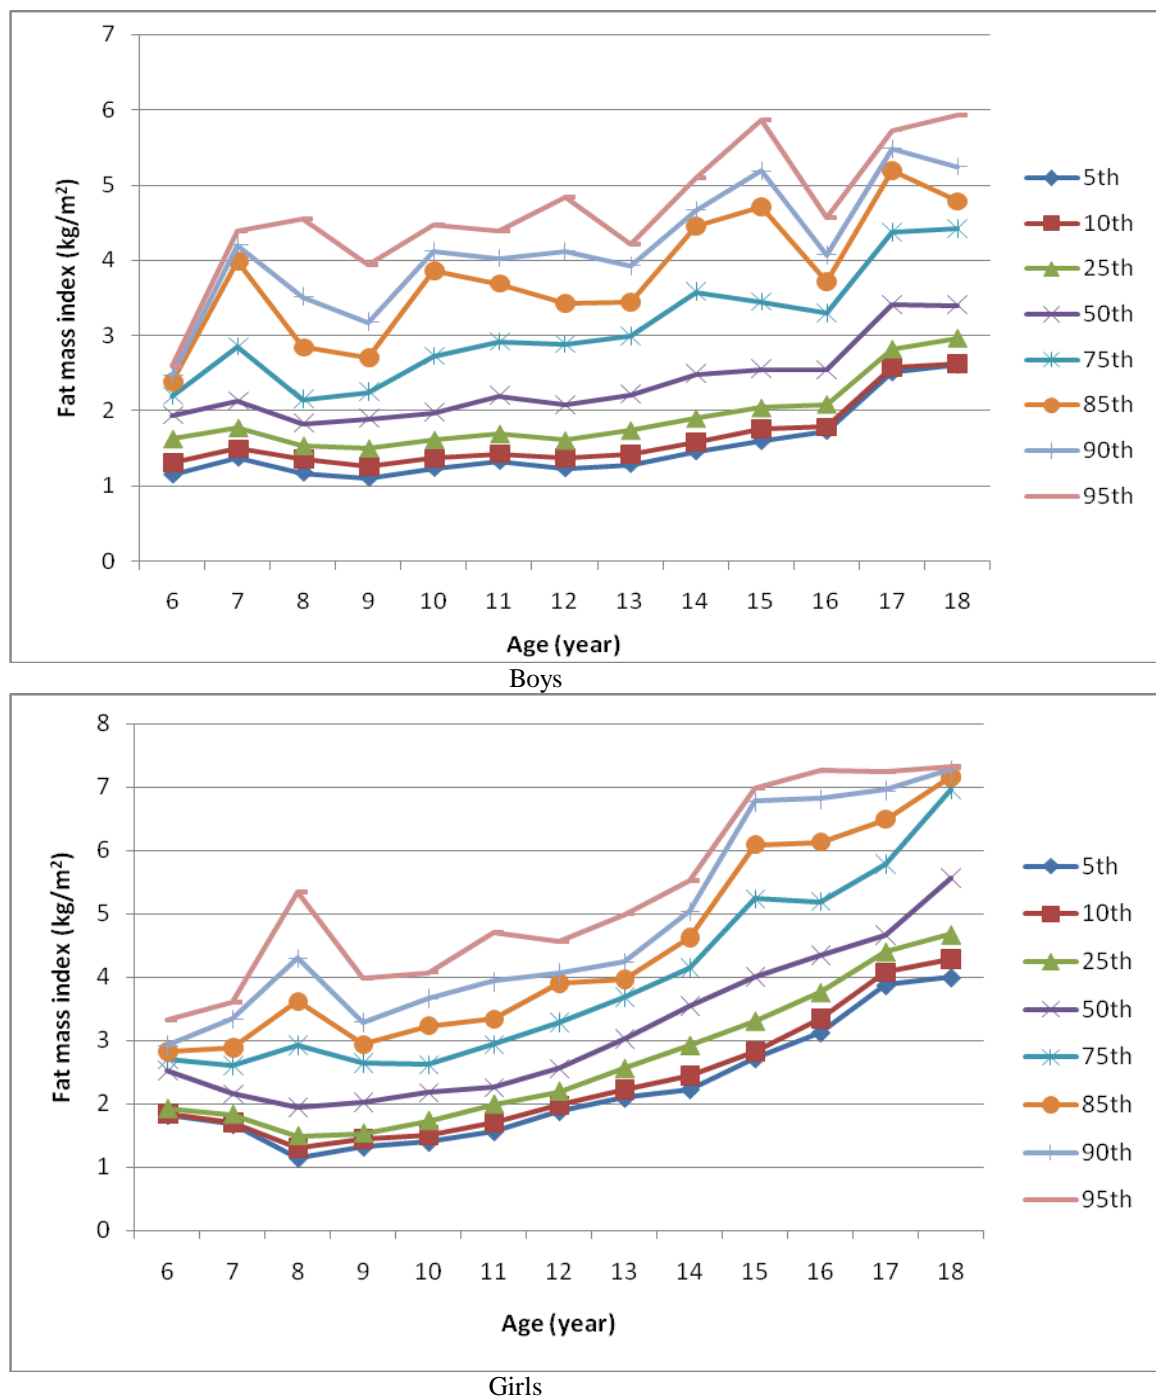 7
6
5
4
3
2
1
0
Fat mass index (kg/m²)
6 7 8 9 10 11 12 13 14 15 16 17 18
Age (year)
5th
10th
25th
50th
75th
85th
90th
95th
Boys
8
7
6
5
4
3
2
1
0
Fat mass index (kg/m²)
6 7 8 9 10 11 12 13 14 15 16 17 18
Age (year)
5th
10th
25th
50th
75th
85th
90th
95th
Girls